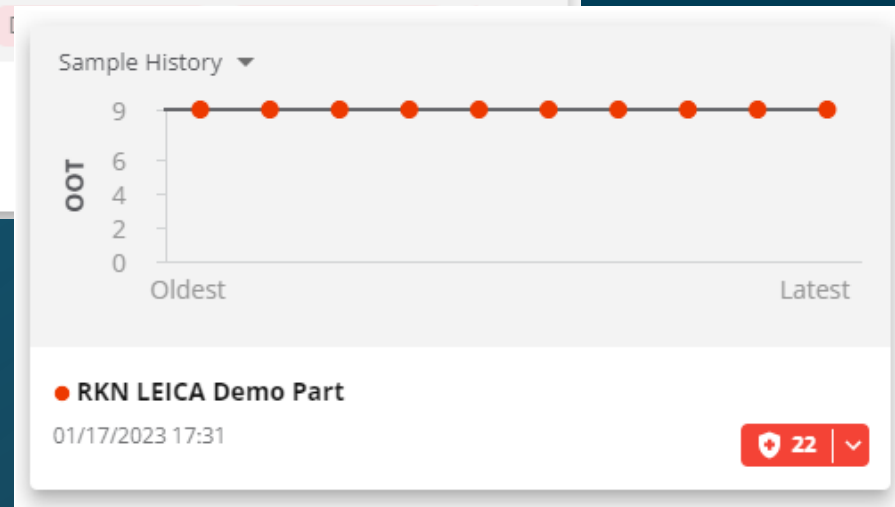 Sample History
9
6
4
2
0
OOT
Oldest Latest
RKN LEICA Demo Part
01/17/2023 17:31
22